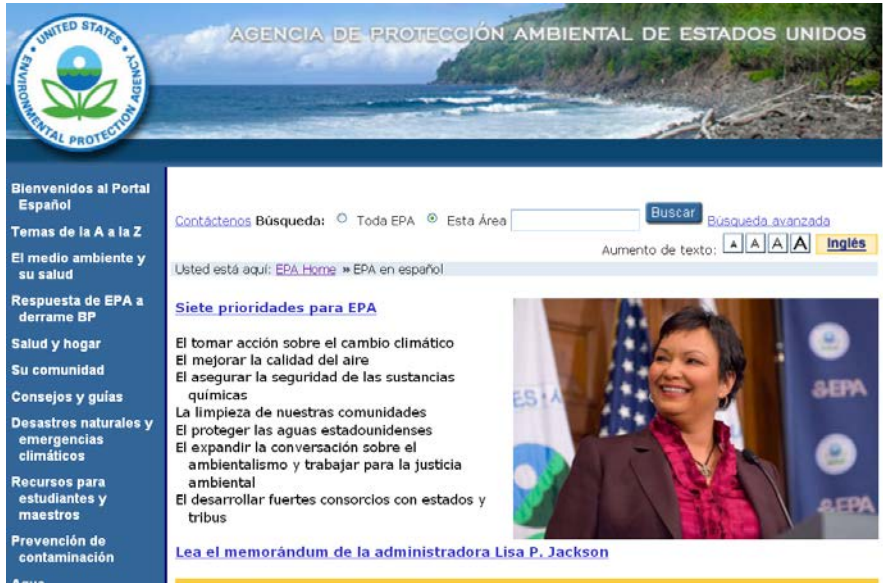 UNITED STATES
ENVIRONMENTAL PROTECTION AGENCY
AGENCIA DE PROTECCIÓN AMBIENTAL DE ESTADOS UNIDOS
Bienvenidos al Portal
Español
Temas de la A a la Z
El medio ambiente y
su salud
Respuesta de EPA a
derrame BP
Salud y hogar
Su comunidad
Consejos y guías
Desastres naturales y
emergencias
climáticos
Recursos para
estudiantes y
maestros
Prevención de
contaminación
Agua
Contáctenos Búsqueda: Toda EPA Esta Área Buscar Búsqueda avanzada
Aumento de texto: A A A A Inglés
Usted está aquí: EPA Home » EPA en español
Siete prioridades para EPA
El tomar acción sobre el cambio climático
El mejorar la calidad del aire
El asegurar la seguridad de las sustancias
químicas
La limpieza de nuestras comunidades
El proteger las aguas estadounidenses
El expandir la conversación sobre el
ambientalismo y trabajar para la justicia
ambiental
El desarrollar fuertes consorcios con estados y
tribus
EPA
EPA
Lea el memorándum de la administradora Lisa P. Jackson